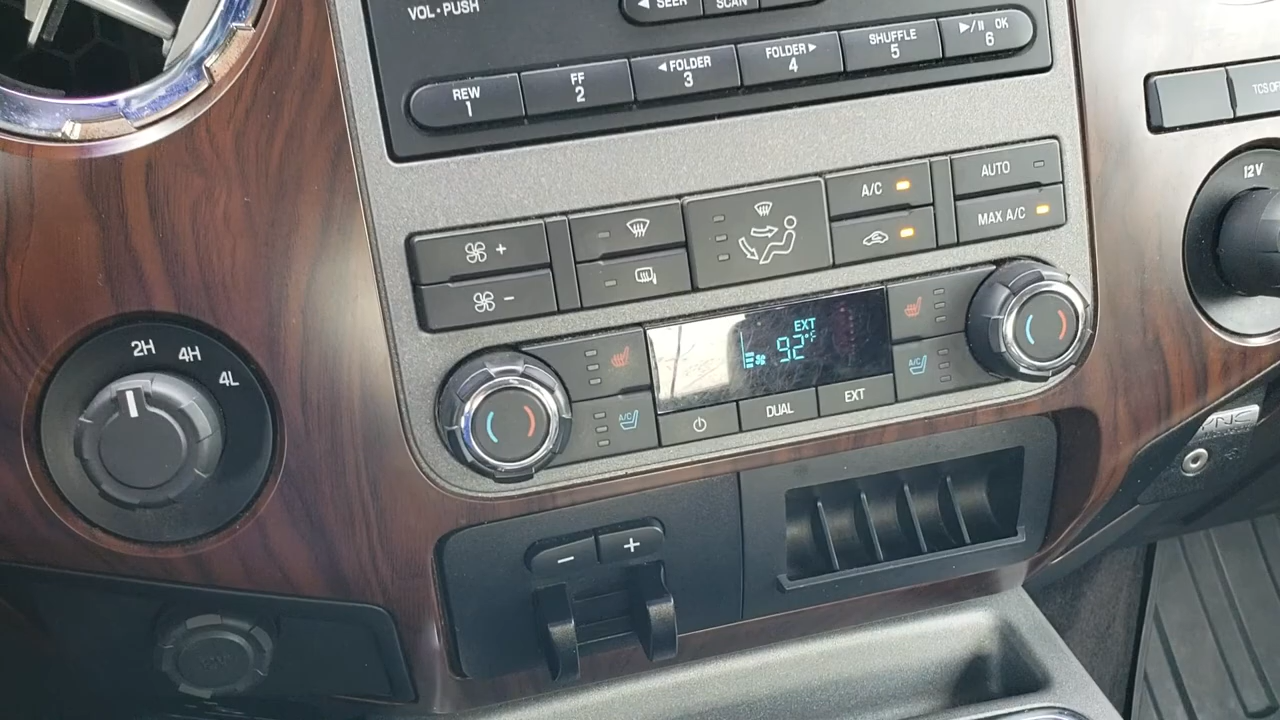 VOL•PUSH
◄ SEEK
SCAN
REW
1
FF
2
◄FOLDER
3
FOLDER►
4
SHUFFLE
5
►/II OK
6
TCS OFF
12V
A/C
AUTO
MAX A/C
+
−
EXT
92°F
A/C
A/C
DUAL
EXT
2H
4H
4L
− +